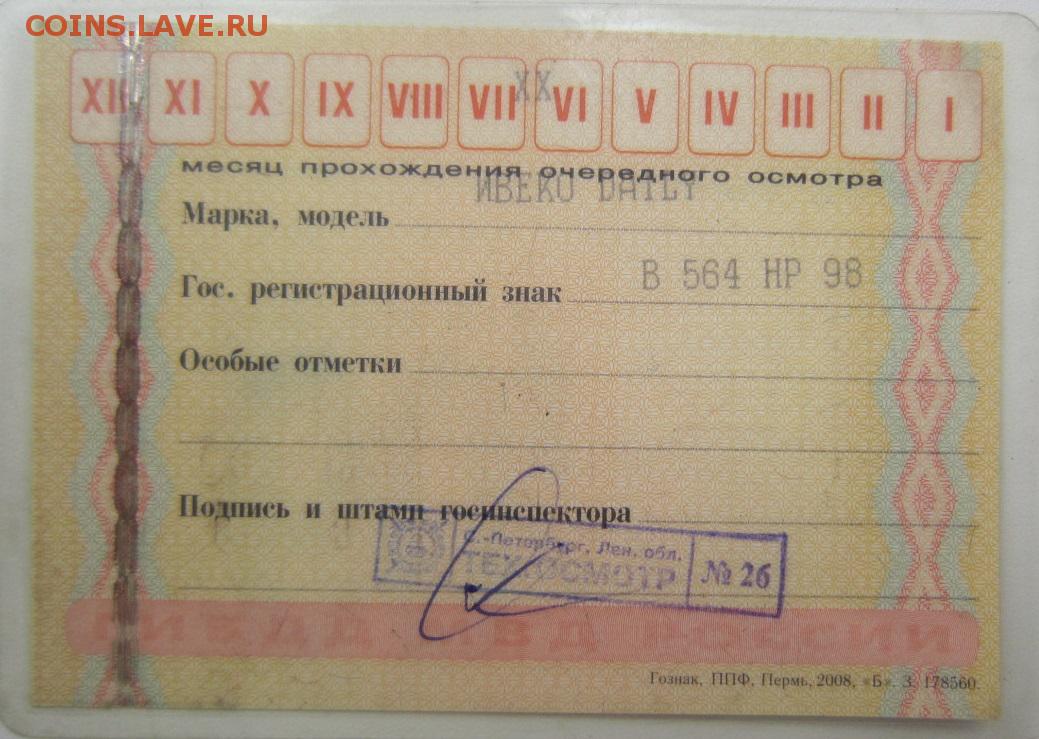 COINS.LAVE.RU
XII XI X IX VIII VII XX VI V IV III II I
месяц прохождения очередного осмотра
ИВЕКО DAILY
Марка, модель
В 564 НР 98
Гос. регистрационный знак
Особые отметки
Подпись и штамп госинспектора
С.-Петербург, Лен. обл.
ТЕХОСМОТР № 26
Гознак, ППФ, Пермь, 2008, «Б». З. 178560.